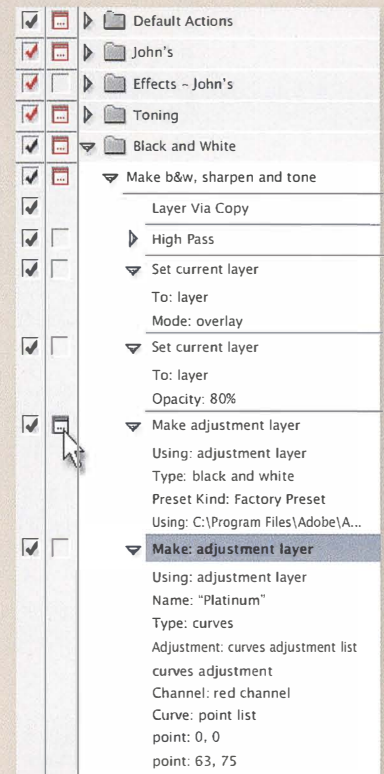 Default Actions
John's
Effects ~ John's
Toning
Black and White
Make b&w, sharpen and tone
Layer Via Copy
High Pass
Set current layer
To: layer
Mode: overlay
Set current layer
To: layer
Opacity: 80%
Make adjustment layer
Using: adjustment layer
Type: black and white
Preset Kind: Factory Preset
Using: C:\Program Files\Adobe\A...
Make: adjustment layer
Using: adjustment layer
Name: “Platinum”
Type: curves
Adjustment: curves adjustment list
curves adjustment
Channel: red channel
Curve: point list
point: 0, 0
point: 63, 75